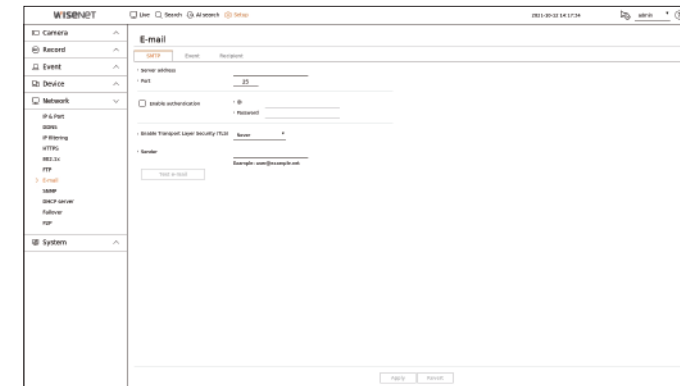 WISENET
Live Search AI search Setup 2021-10-22 14:17:34 admin
Camera
Record
Event
Device
Network
IP & Port
DDNS
IP filtering
HTTPS
802.1x
FTP
E-mail
SNMP
DHCP server
Failover
P2P
System
E-mail
SMTP Event Recipient
Server address
Port 25
Enable authentication ID
Password
Enable Transport Layer Security (TLS) Never
Sender
Example: user@example.net
Test e-mail
Apply Revert